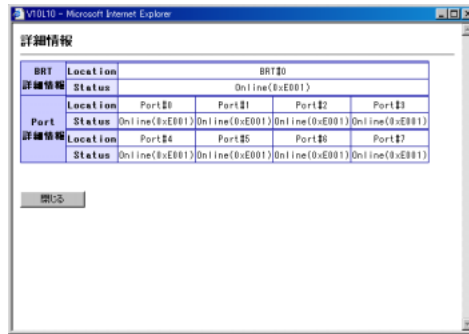 V10L10 - Microsoft Internet Explorer
詳細情報
BRT 詳細情報 Location BRT#0
Status Online(0xE001)
Port 詳細情報 Location Port#0 Port#1 Port#2 Port#3
Status Online(0xE001) Online(0xE001) Online(0xE001) Online(0xE001)
Location Port#4 Port#5 Port#6 Port#7
Status Online(0xE001) Online(0xE001) Online(0xE001) Online(0xE001)
閉じる